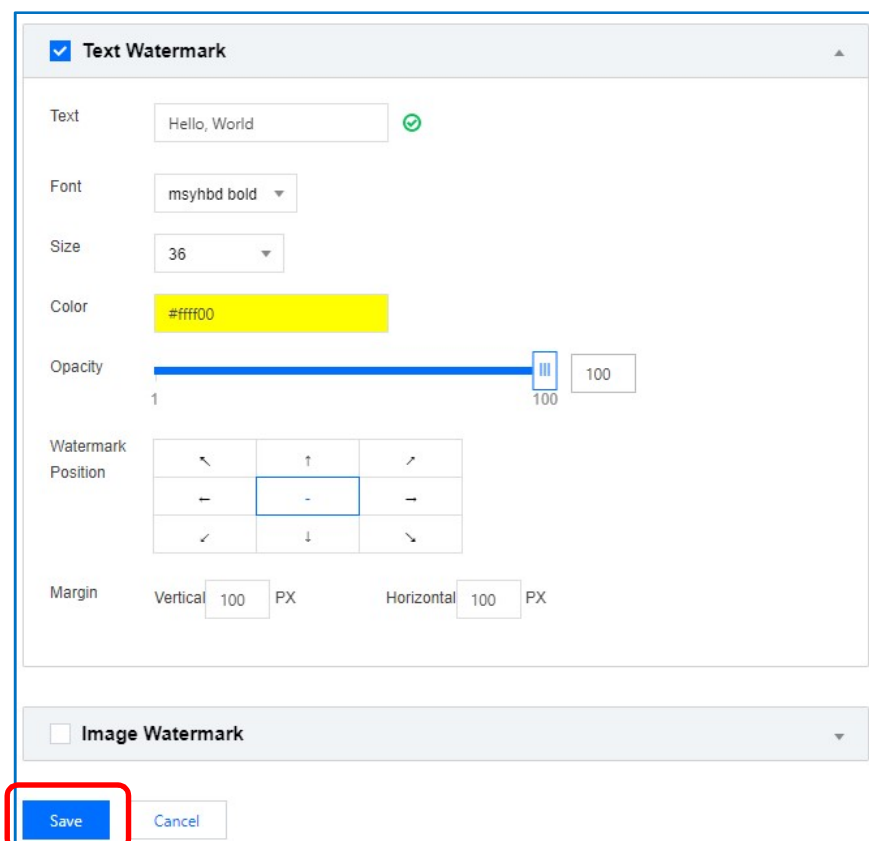 Text Watermark
Text Hello, World
Font msyhbd bold
Size 36
Color #ffff00
Opacity 100
1 100
Watermark
Position
↖ ↑ ↗
← - →
↙ ↓ ↘
Margin Vertical 100 PX Horizontal 100 PX
Image Watermark
Save Cancel